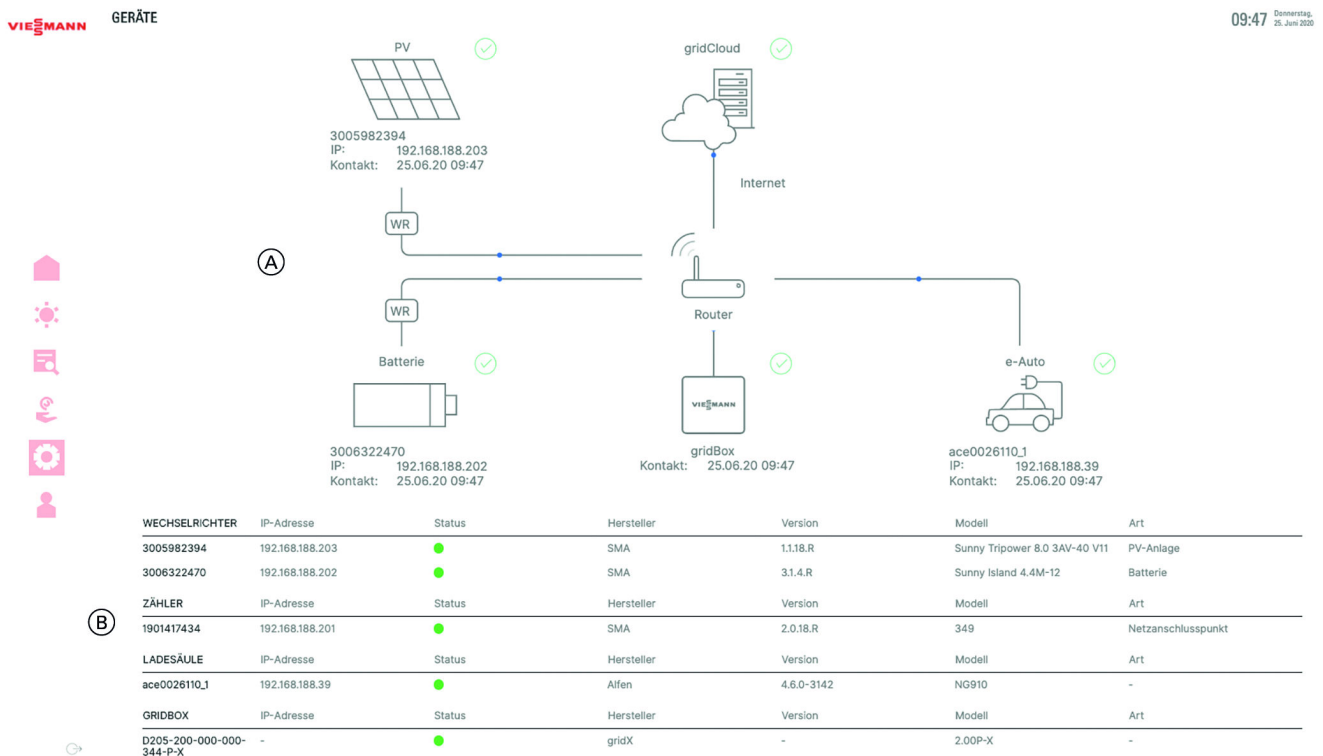 VIESSMANN
GERÄTE
09:47 Donnerstag,
25. Juni 2020
PV
gridCloud
3005982394
IP: 192.168.188.203
Kontakt: 25.06.20 09:47
Internet
WR
A
WR
Router
Batterie
e-Auto
VIESSMANN
3006322470
IP: 192.168.188.202
Kontakt: 25.06.20 09:47
gridBox
Kontakt: 25.06.20 09:47
ace0026110_1
IP: 192.168.188.39
Kontakt: 25.06.20 09:47
WECHSELRICHTER IP-Adresse Status Hersteller Version Modell Art
3005982394 192.168.188.203 SMA 1.1.18.R Sunny Tripower 8.0 3AV-40 V11 PV-Anlage
3006322470 192.168.188.202 SMA 3.1.4.R Sunny Island 4.4M-12 Batterie
ZÄHLER IP-Adresse Status Hersteller Version Modell Art
B
1901417434 192.168.188.201 SMA 2.0.18.R 349 Netzanschlusspunkt
LADESÄULE IP-Adresse Status Hersteller Version Modell Art
ace0026110_1 192.168.188.39 Alfen 4.6.0-3142 NG910 -
GRIDBOX IP-Adresse Status Hersteller Version Modell Art
D205-200-000-000- - gridX - 2.00P-X -
344-P-X